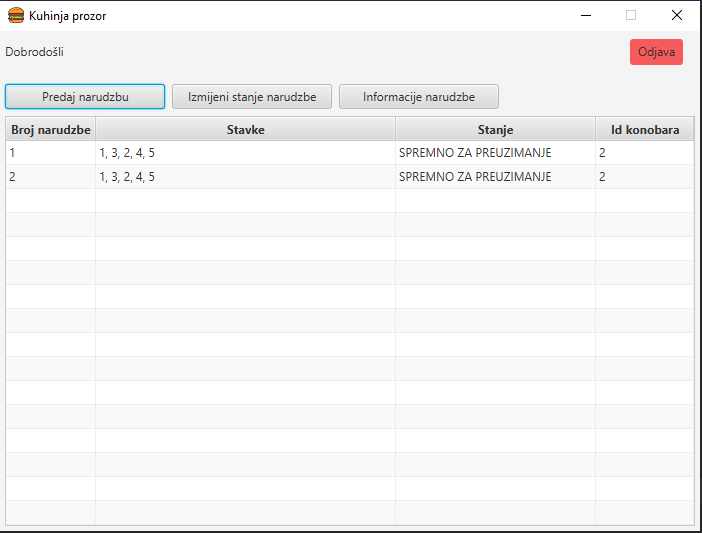 Kuhinja prozor
Dobrodošli
Odjava
Predaj narudzbu Izmijeni stanje narudzbe Informacije narudzbe
Broj narudzbe Stavke Stanje Id konobara
1 1, 3, 2, 4, 5 SPREMNO ZA PREUZIMANJE 2
2 1, 3, 2, 4, 5 SPREMNO ZA PREUZIMANJE 2